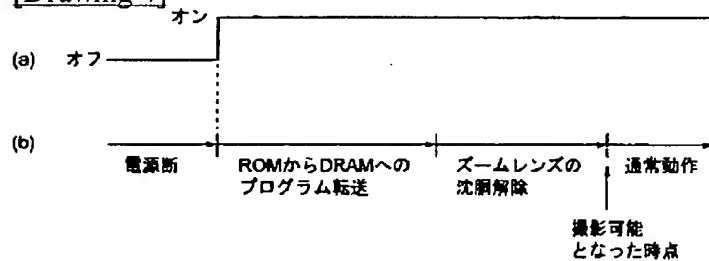 [Drawing
オン
(a) オフ
(b)
電源断 ROMからDRAMへの ズームレンズの 通常動作
プログラム転送 沈胴解除
撮影可能
となった時点